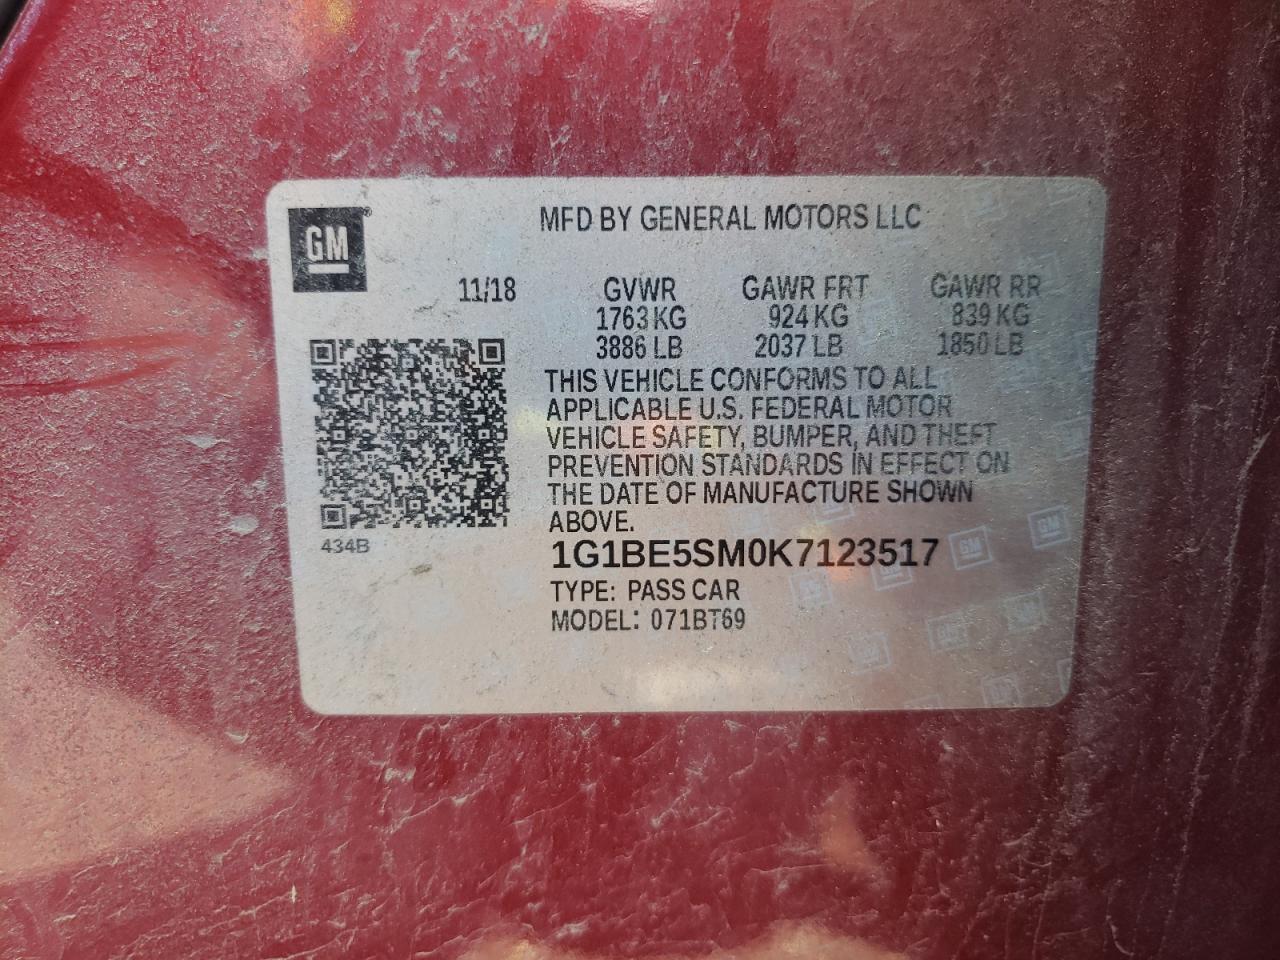 GM®
MFD BY GENERAL MOTORS LLC
11/18 GVWR GAWR FRT GAWR RR
1763 KG 924 KG 839 KG
3886 LB 2037 LB 1850 LB
THIS VEHICLE CONFORMS TO ALL
APPLICABLE U.S. FEDERAL MOTOR
VEHICLE SAFETY, BUMPER, AND THEFT
PREVENTION STANDARDS IN EFFECT ON
THE DATE OF MANUFACTURE SHOWN
ABOVE.
434B
1G1BE5SM0K7123517
TYPE: PASS CAR
MODEL: 071BT69